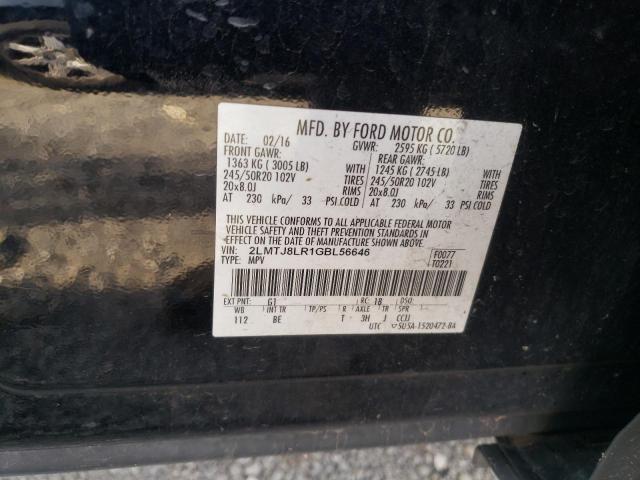 MFD. BY FORD MOTOR CO.
DATE: 02/16 GVWR: 2595 KG ( 5720 LB)
FRONT GAWR: REAR GAWR:
1363 KG ( 3005 LB) WITH 1245 KG ( 2745 LB) WITH
245/50R20 102V TIRES 245/50R20 102V TIRES
20x8.0J RIMS 20x8.0J RIMS
AT 230 kPa/ 33 PSI.COLD AT 230 kPa/ 33 PSI COLD
THIS VEHICLE CONFORMS TO ALL APPLICABLE FEDERAL MOTOR
VEHICLE SAFETY AND THEFT PREVENTION STANDARDS IN
EFFECT ON THE DATE OF MANUFACTURE SHOWN ABOVE.
VIN: 2LMTJ8LR1GBL56646 F0077
TYPE: MPV T0221
EXT PNT: G1 RC: 18 DSO:
WB INT TR TP/PS R AXLE TR SPR
112 BE T 3H J CCJJ
UTC 5U5A-1520472-BA